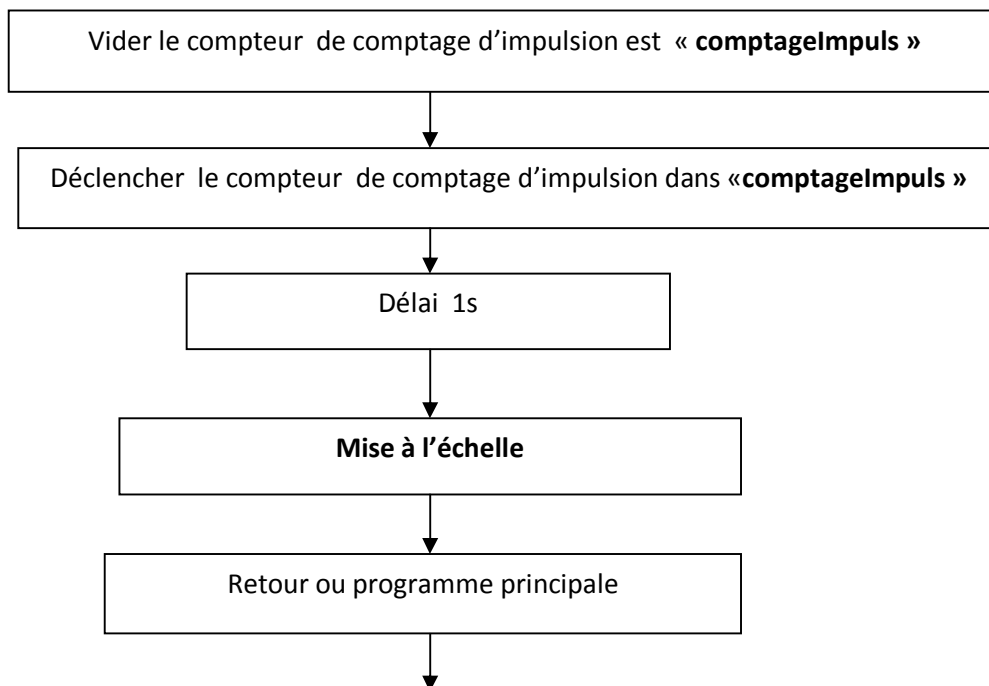 Vider le compteur de comptage d’impulsion est « comptageImpuls »
Déclencher le compteur de comptage d’impulsion dans «comptageImpuls »
Délai 1s
Mise à l’échelle
Retour ou programme principale